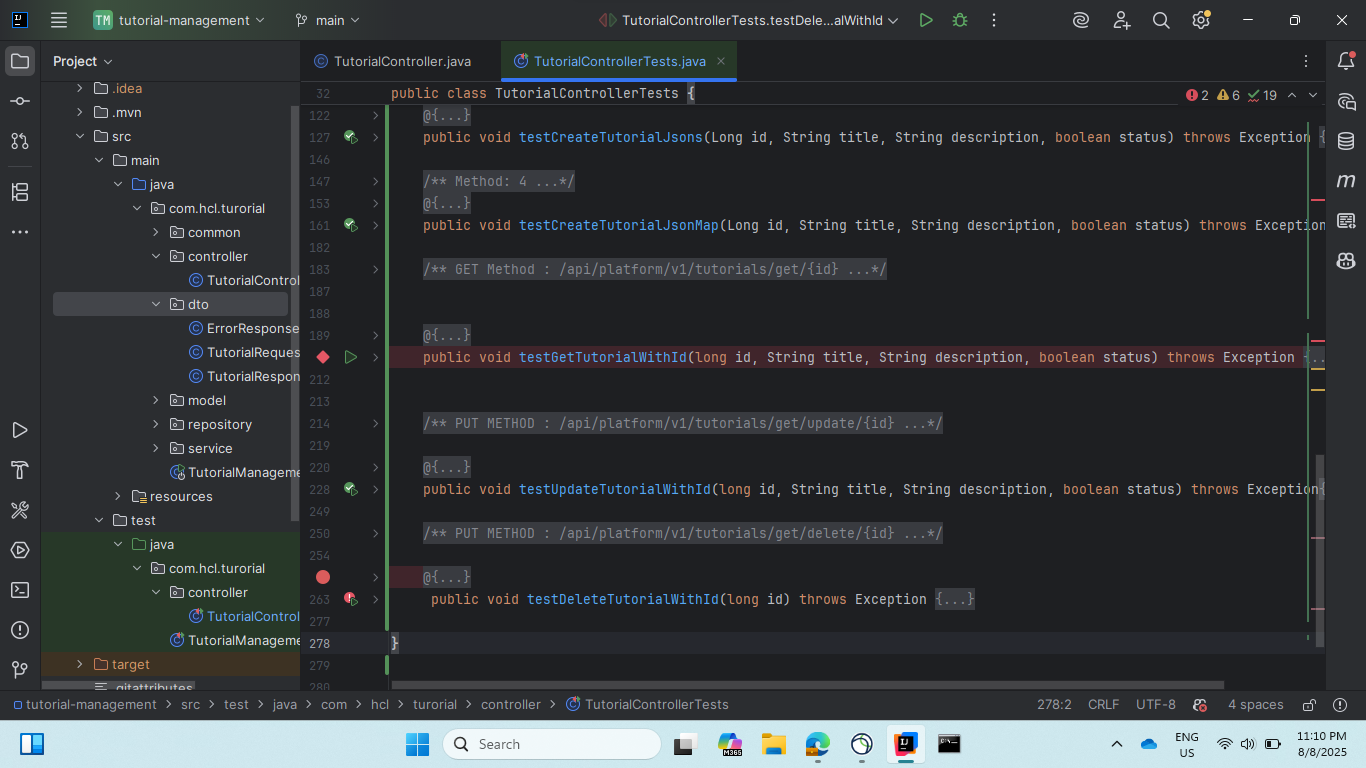 TM tutorial-management
main
TutorialControllerTests.testDele...alWithId
Project
TutorialController.java
TutorialControllerTests.java
.idea
.mvn
src
main
java
com.hcl.turorial
common
controller
TutorialControl
dto
ErrorResponse
TutorialReques
TutorialRespon
model
repository
service
TutorialManageme
resources
test
java
com.hcl.turorial
controller
TutorialControl
TutorialManageme
target
.gitattributes
32 public class TutorialControllerTests {
2 6 19
122 @{...}
127 public void testCreateTutorialJsons(Long id, String title, String description, boolean status) throws Exception {
146
147 /** Method: 4 ...*/
153 @{...}
161 public void testCreateTutorialJsonMap(Long id, String title, String description, boolean status) throws Exception
182
183 /** GET Method : /api/platform/v1/tutorials/get/{id} ...*/
187
188
189 @{...}
public void testGetTutorialWithId(long id, String title, String description, boolean status) throws Exception {...
212
213
214 /** PUT METHOD : /api/platform/v1/tutorials/get/update/{id} ...*/
219
220 @{...}
228 public void testUpdateTutorialWithId(long id, String title, String description, boolean status) throws Exception{
249
250 /** PUT METHOD : /api/platform/v1/tutorials/get/delete/{id} ...*/
254
@{...}
263 public void testDeleteTutorialWithId(long id) throws Exception {...}
277
278 }
279
280
m
tutorial-management > src > test > java > com > hcl > turorial > controller > TutorialControllerTests
278:2 CRLF UTF-8 4 spaces
Search
M365
ENG
US
11:10 PM
8/8/2025